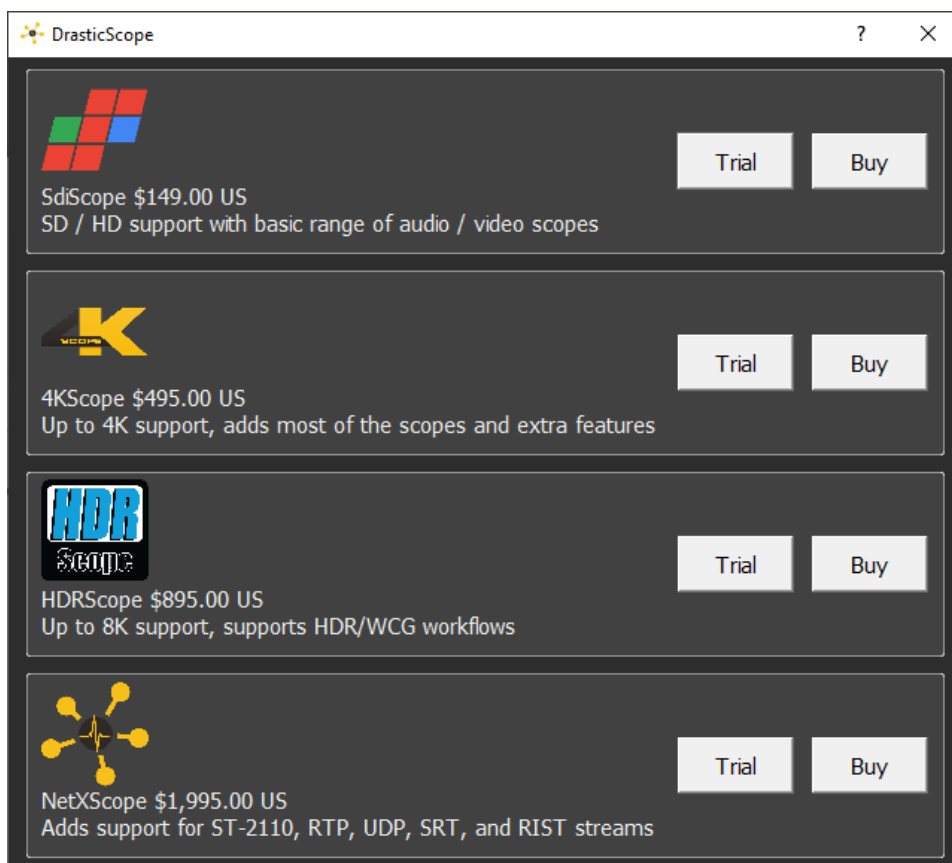 DrasticScope ?
Trial Buy
SdiScope $149.00 US
SD / HD support with basic range of audio / video scopes
4K
SCOPE
Trial Buy
4KScope $495.00 US
Up to 4K support, adds most of the scopes and extra features
HDR
Scope
Trial Buy
HDRScope $895.00 US
Up to 8K support, supports HDR/WCG workflows
Trial Buy
NetXScope $1,995.00 US
Adds support for ST-2110, RTP, UDP, SRT, and RIST streams